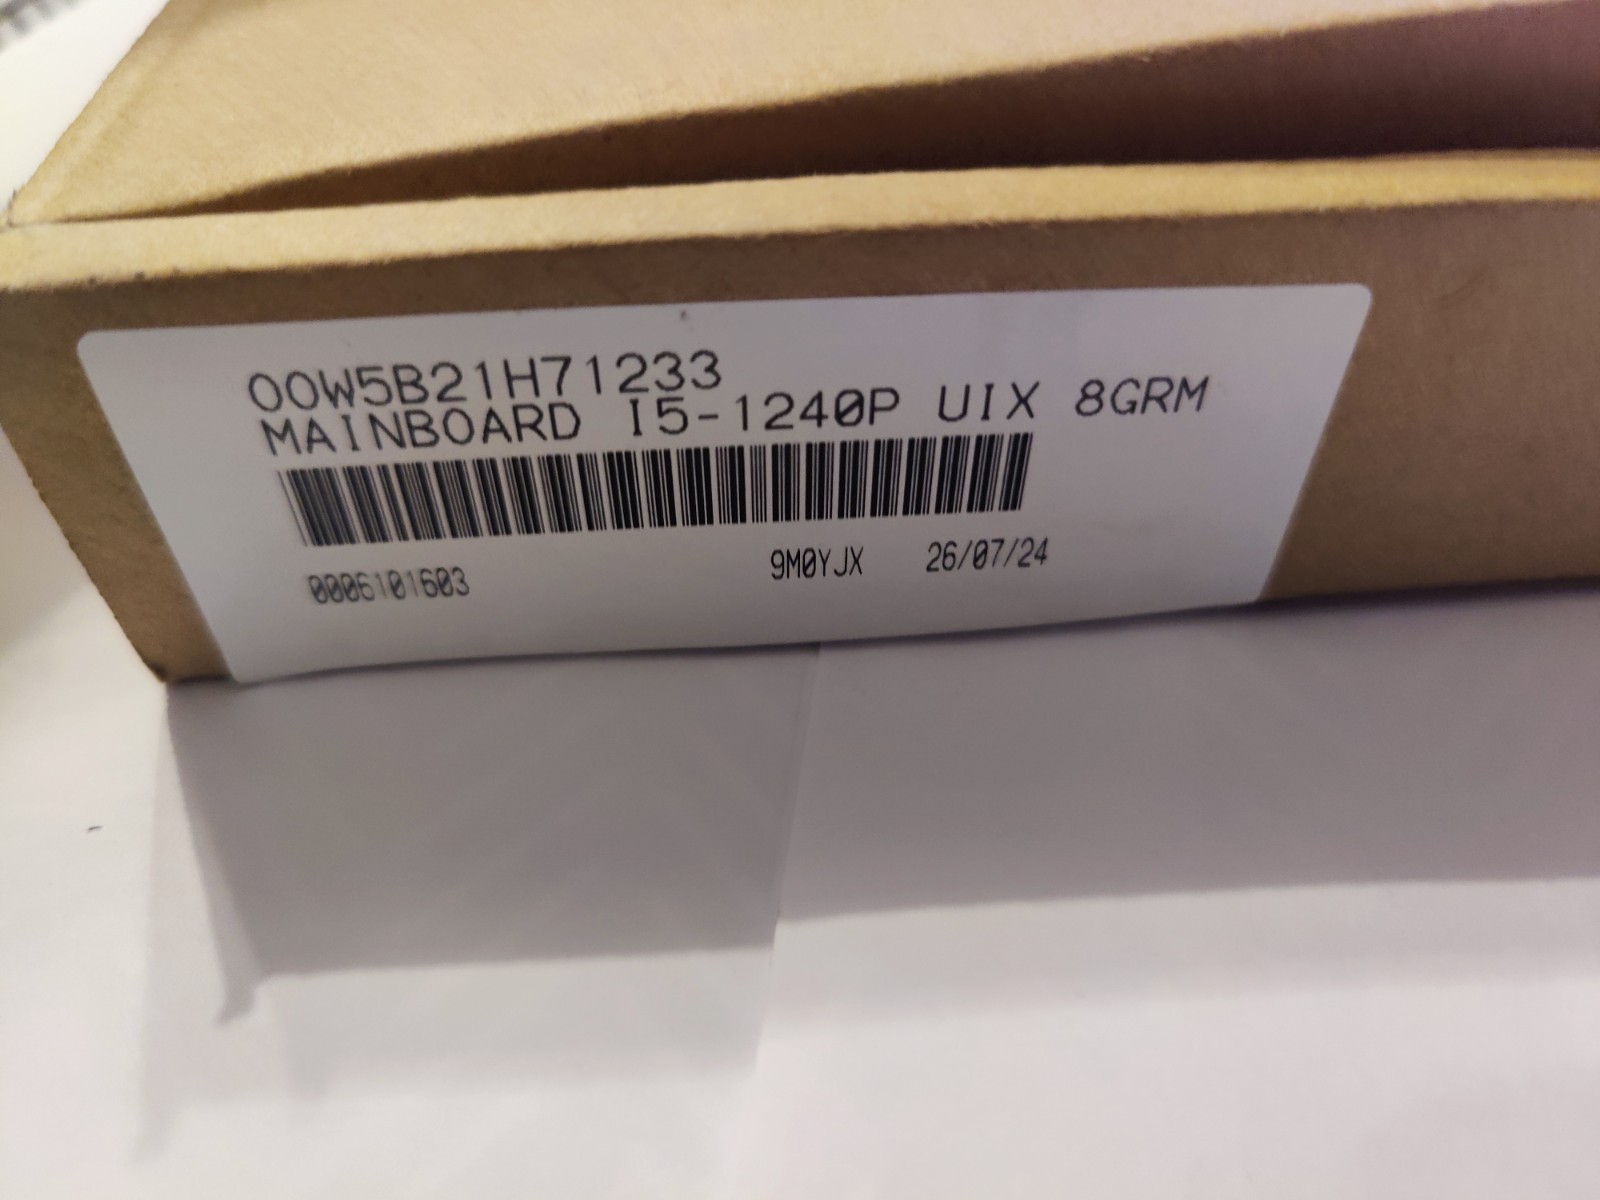 00W5B21H71233
MAINBOARD I5-1240P UIX 8GRM
0006101603 9M0YJX 26/07/24